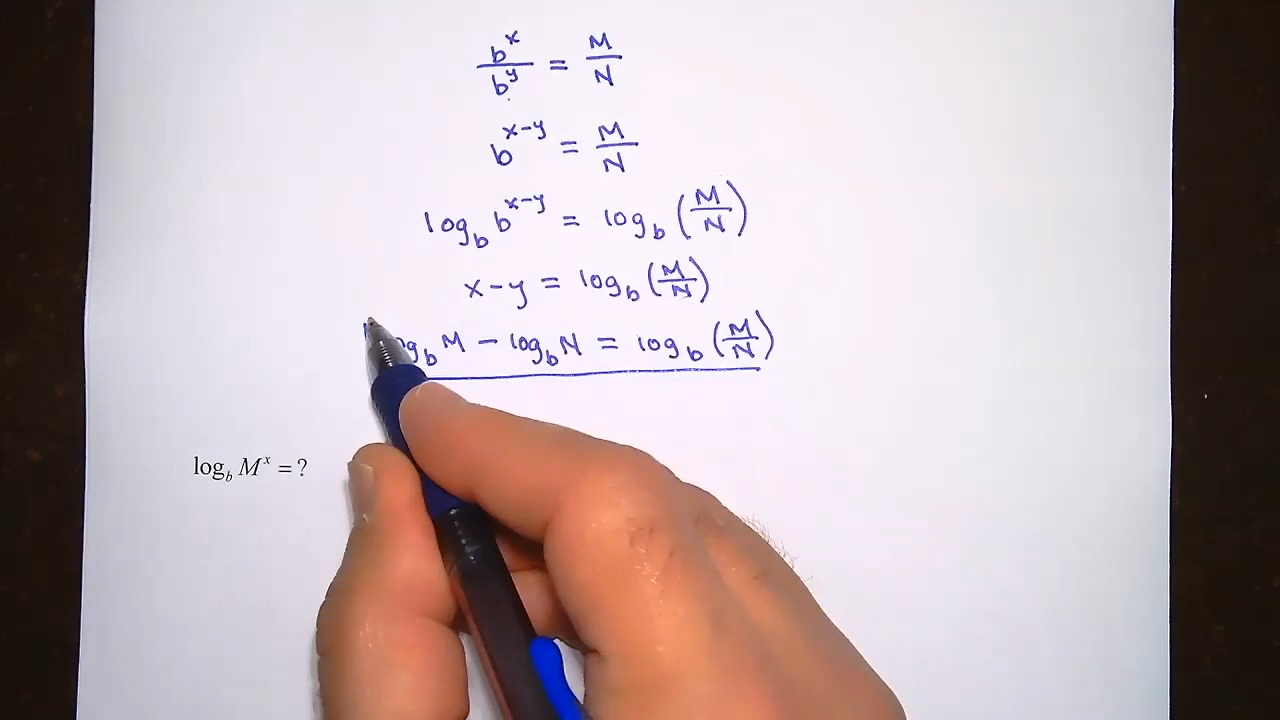 b^x/b^y = M/N
b^(x-y) = M/N
log_b b^(x-y) = log_b (M/N)
x-y = log_b (M/N)
log_b M - log_b N = log_b (M/N)
log_b M^x = ?